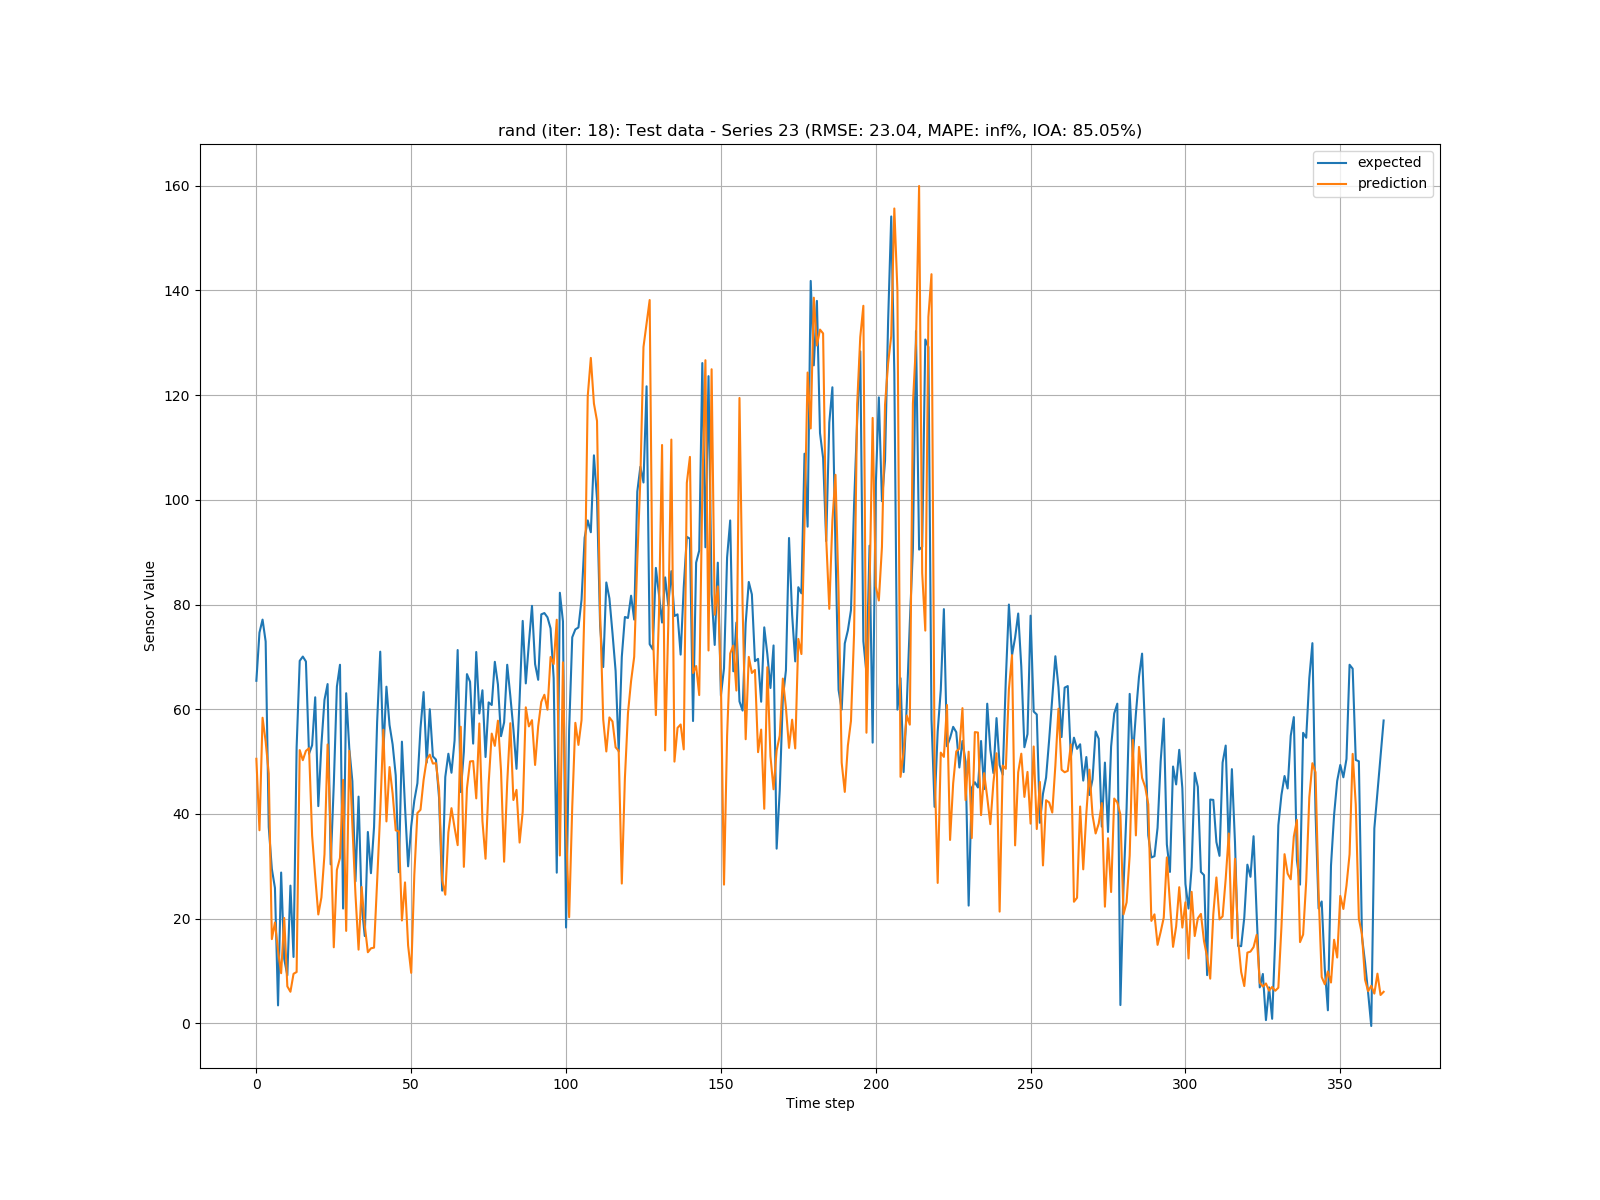 rand (iter: 18): Test data - Series 23 (RMSE: 23.04, MAPE: inf%, IOA: 85.05%)
expected
prediction
160
140
120
100
80
60
40
20
0
Sensor Value
0 50 100 150 200 250 300 350
Time step